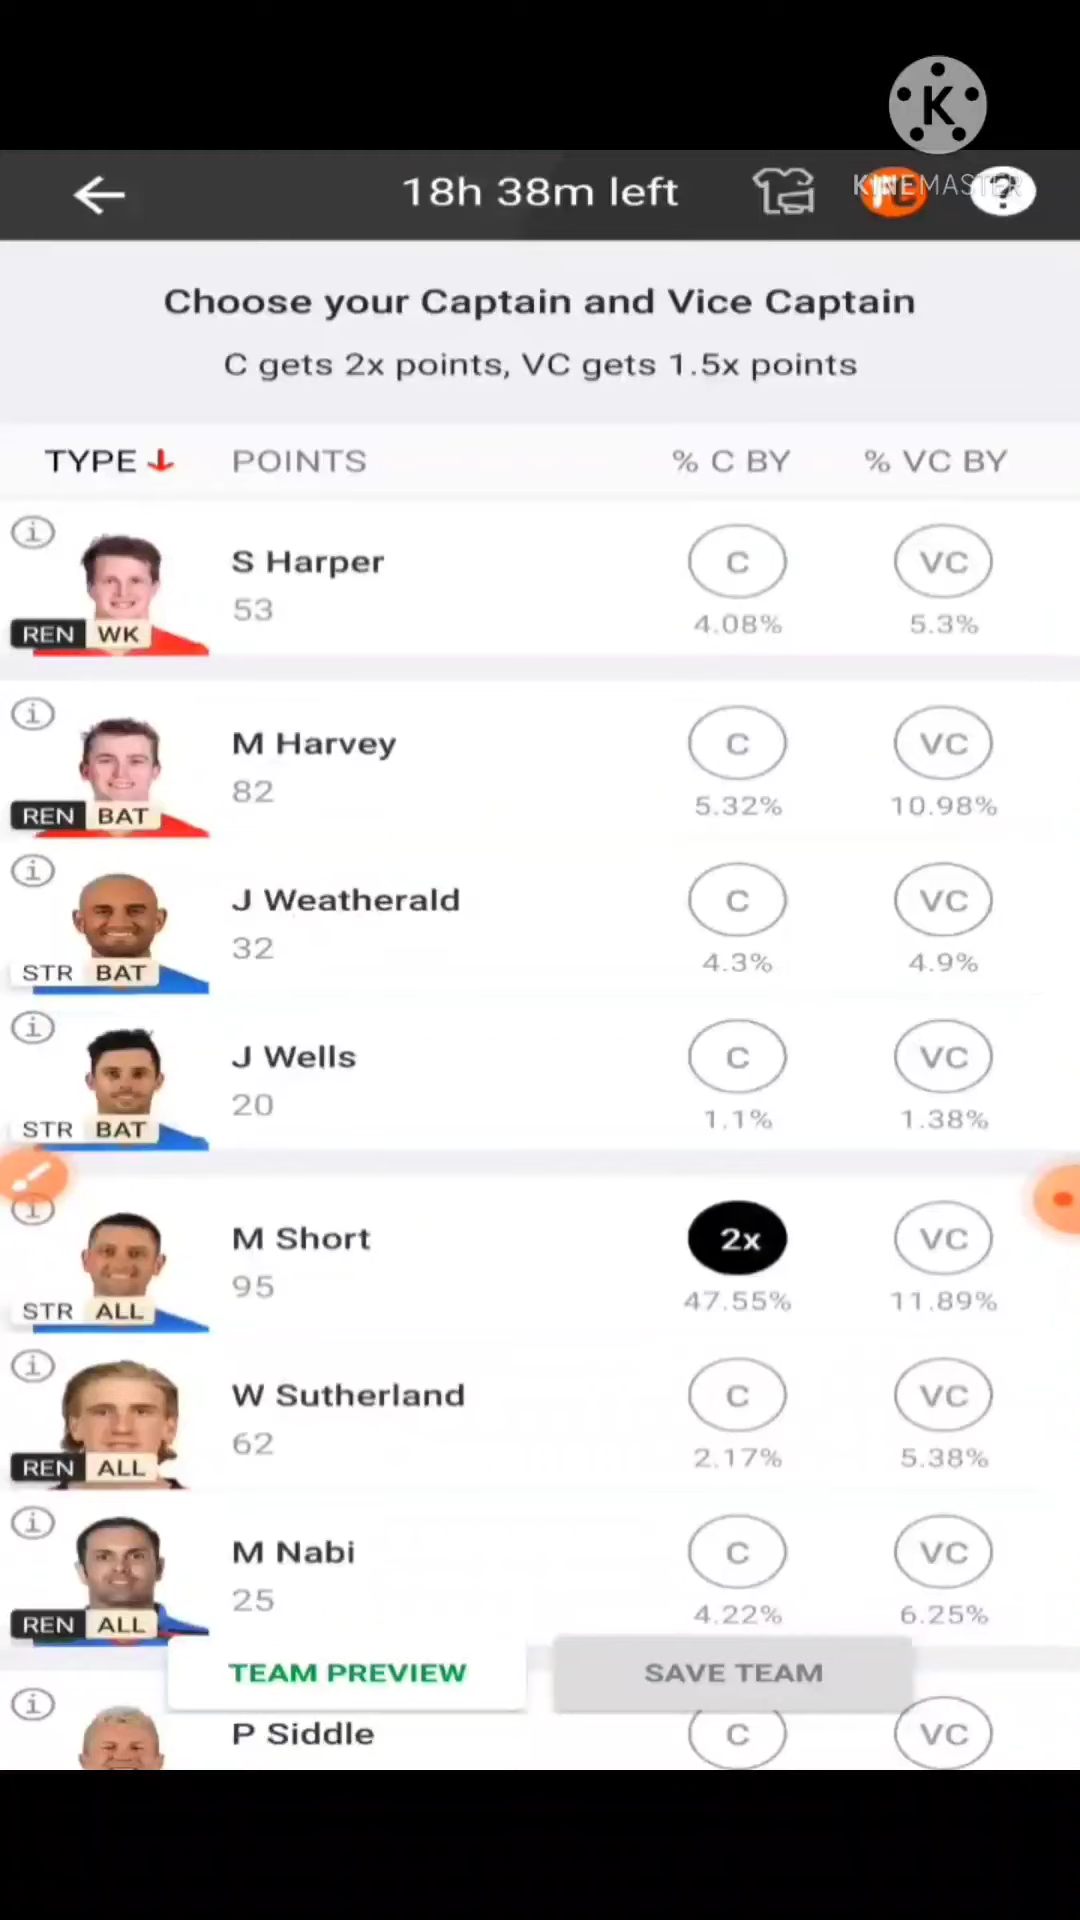 K
KINEMASTER
18h 38m left
?
Choose your Captain and Vice Captain
C gets 2x points, VC gets 1.5x points
TYPE POINTS % C BY % VC BY
i S Harper C VC
53 4.08% 5.3%
REN WK
i M Harvey C VC
82 5.32% 10.98%
REN BAT
i J Weatherald C VC
32 4.3% 4.9%
STR BAT
i J Wells C VC
20 1.1% 1.38%
STR BAT
i M Short 2x VC
95 47.55% 11.89%
STR ALL
i W Sutherland C VC
62 2.17% 5.38%
REN ALL
i M Nabi C VC
25 4.22% 6.25%
REN ALL
TEAM PREVIEW SAVE TEAM
i P Siddle C VC